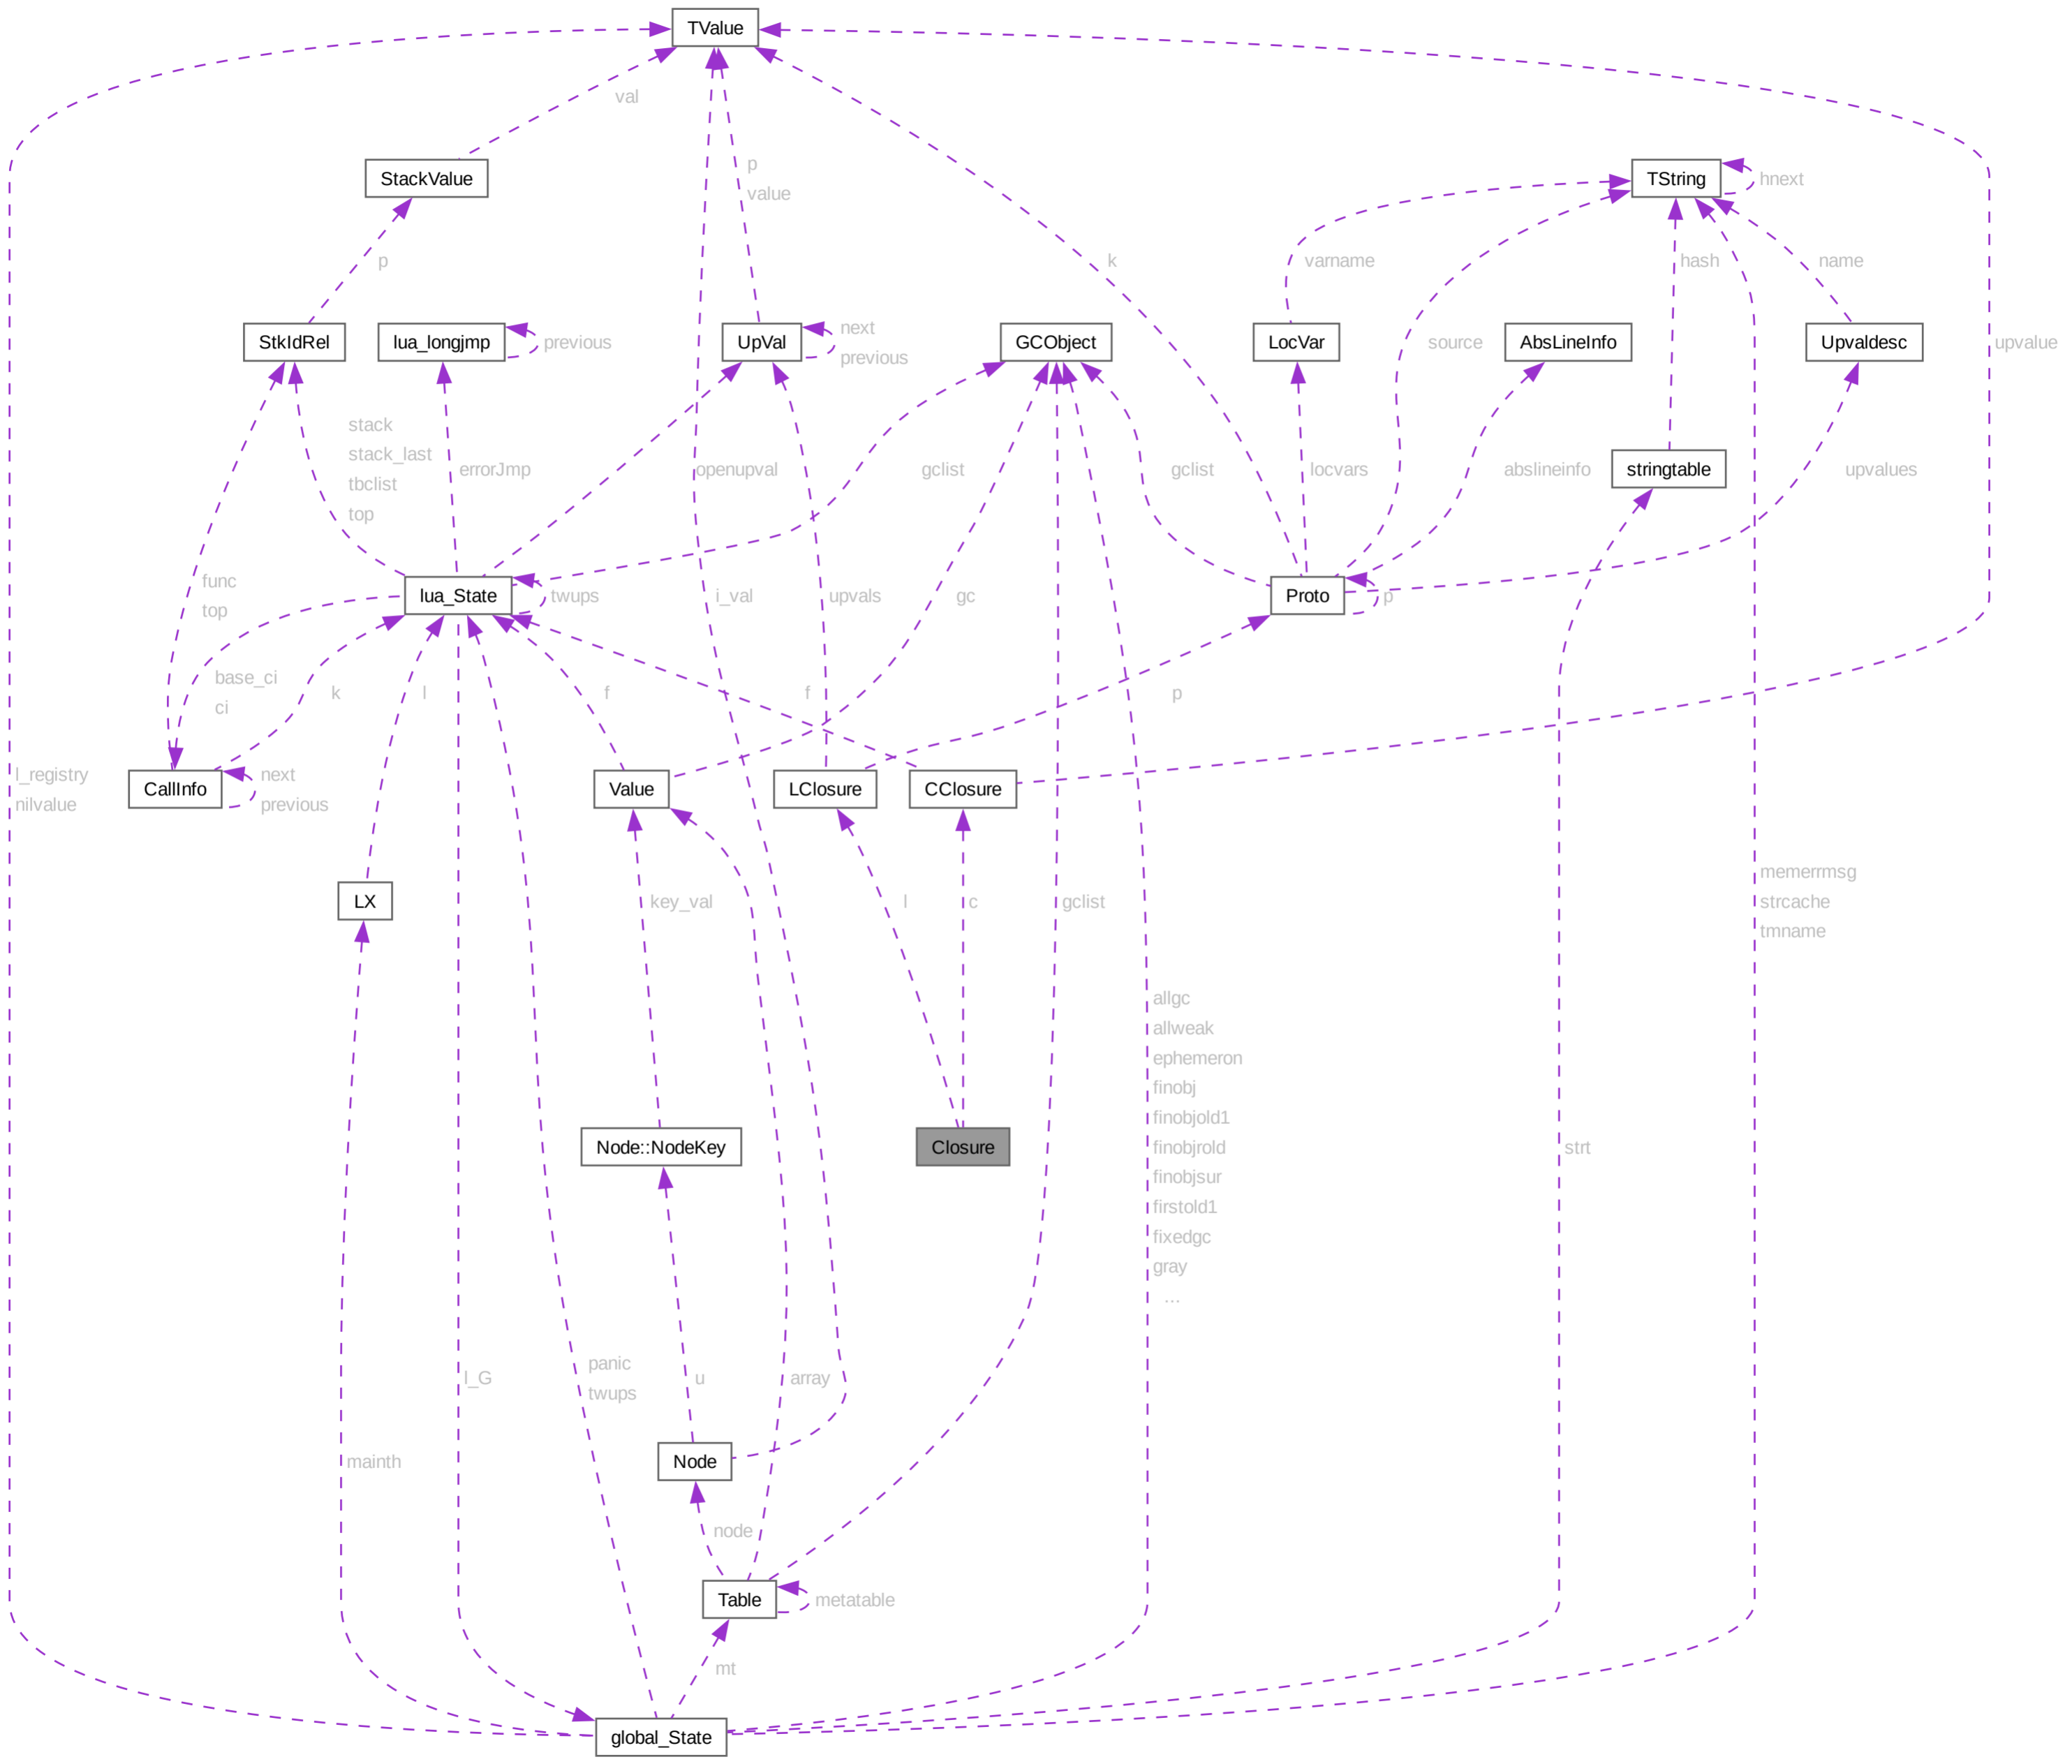 TValue
val
StackValue
p
value
TString
hnext
p
k
varname
hash
name
StkIdRel
lua_longjmp
previous
UpVal
next
previous
GCObject
LocVar
source
AbsLineInfo
Upvaldesc
upvalue
stack
stack_last
tbclist
top
errorJmp
openupval
gclist
gclist
locvars
abslineinfo
stringtable
upvalues
func
top
lua_State
twups
i_val
upvals
gc
Proto
p
base_ci
ci
k
l
f
f
p
l_registry
nilvalue
CallInfo
next
previous
Value
LClosure
CClosure
LX
key_val
l
c
gclist
memerrmsg
strcache
tmname
allgc
allweak
ephemeron
finobj
finobjold1
finobjrold
finobjsur
firstold1
fixedgc
gray
...
Node::NodeKey
Closure
strt
l_G
panic
twups
u
array
mainth
Node
node
Table
metatable
mt
global_State